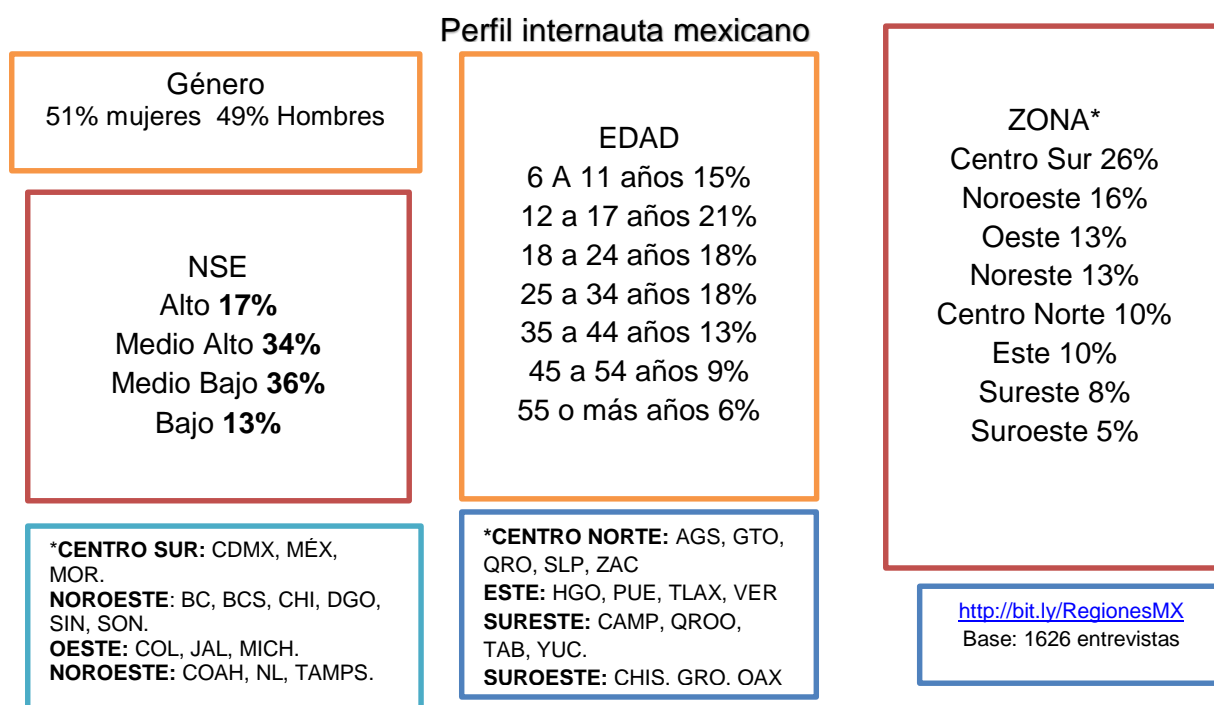 Perfil internauta mexicano
Género
51% mujeres  49% Hombres
NSE
Alto 17%
Medio Alto 34%
Medio Bajo 36%
Bajo 13%
EDAD
6 A 11 años 15%
12 a 17 años 21%
18 a 24 años 18%
25 a 34 años 18%
35 a 44 años 13%
45 a 54 años 9%
55 o más años 6%
ZONA*
Centro Sur 26%
Noroeste 16%
Oeste 13%
Noreste 13%
Centro Norte 10%
Este 10%
Sureste 8%
Suroeste 5%
*CENTRO SUR: CDMX, MÉX,
MOR.
NOROESTE: BC, BCS, CHI, DGO,
SIN, SON.
OESTE: COL, JAL, MICH.
NOROESTE: COAH, NL, TAMPS.
*CENTRO NORTE: AGS, GTO,
QRO, SLP, ZAC
ESTE: HGO, PUE, TLAX, VER
SURESTE: CAMP, QROO,
TAB, YUC.
SUROESTE: CHIS. GRO. OAX
http://bit.ly/RegionesMX
Base: 1626 entrevistas